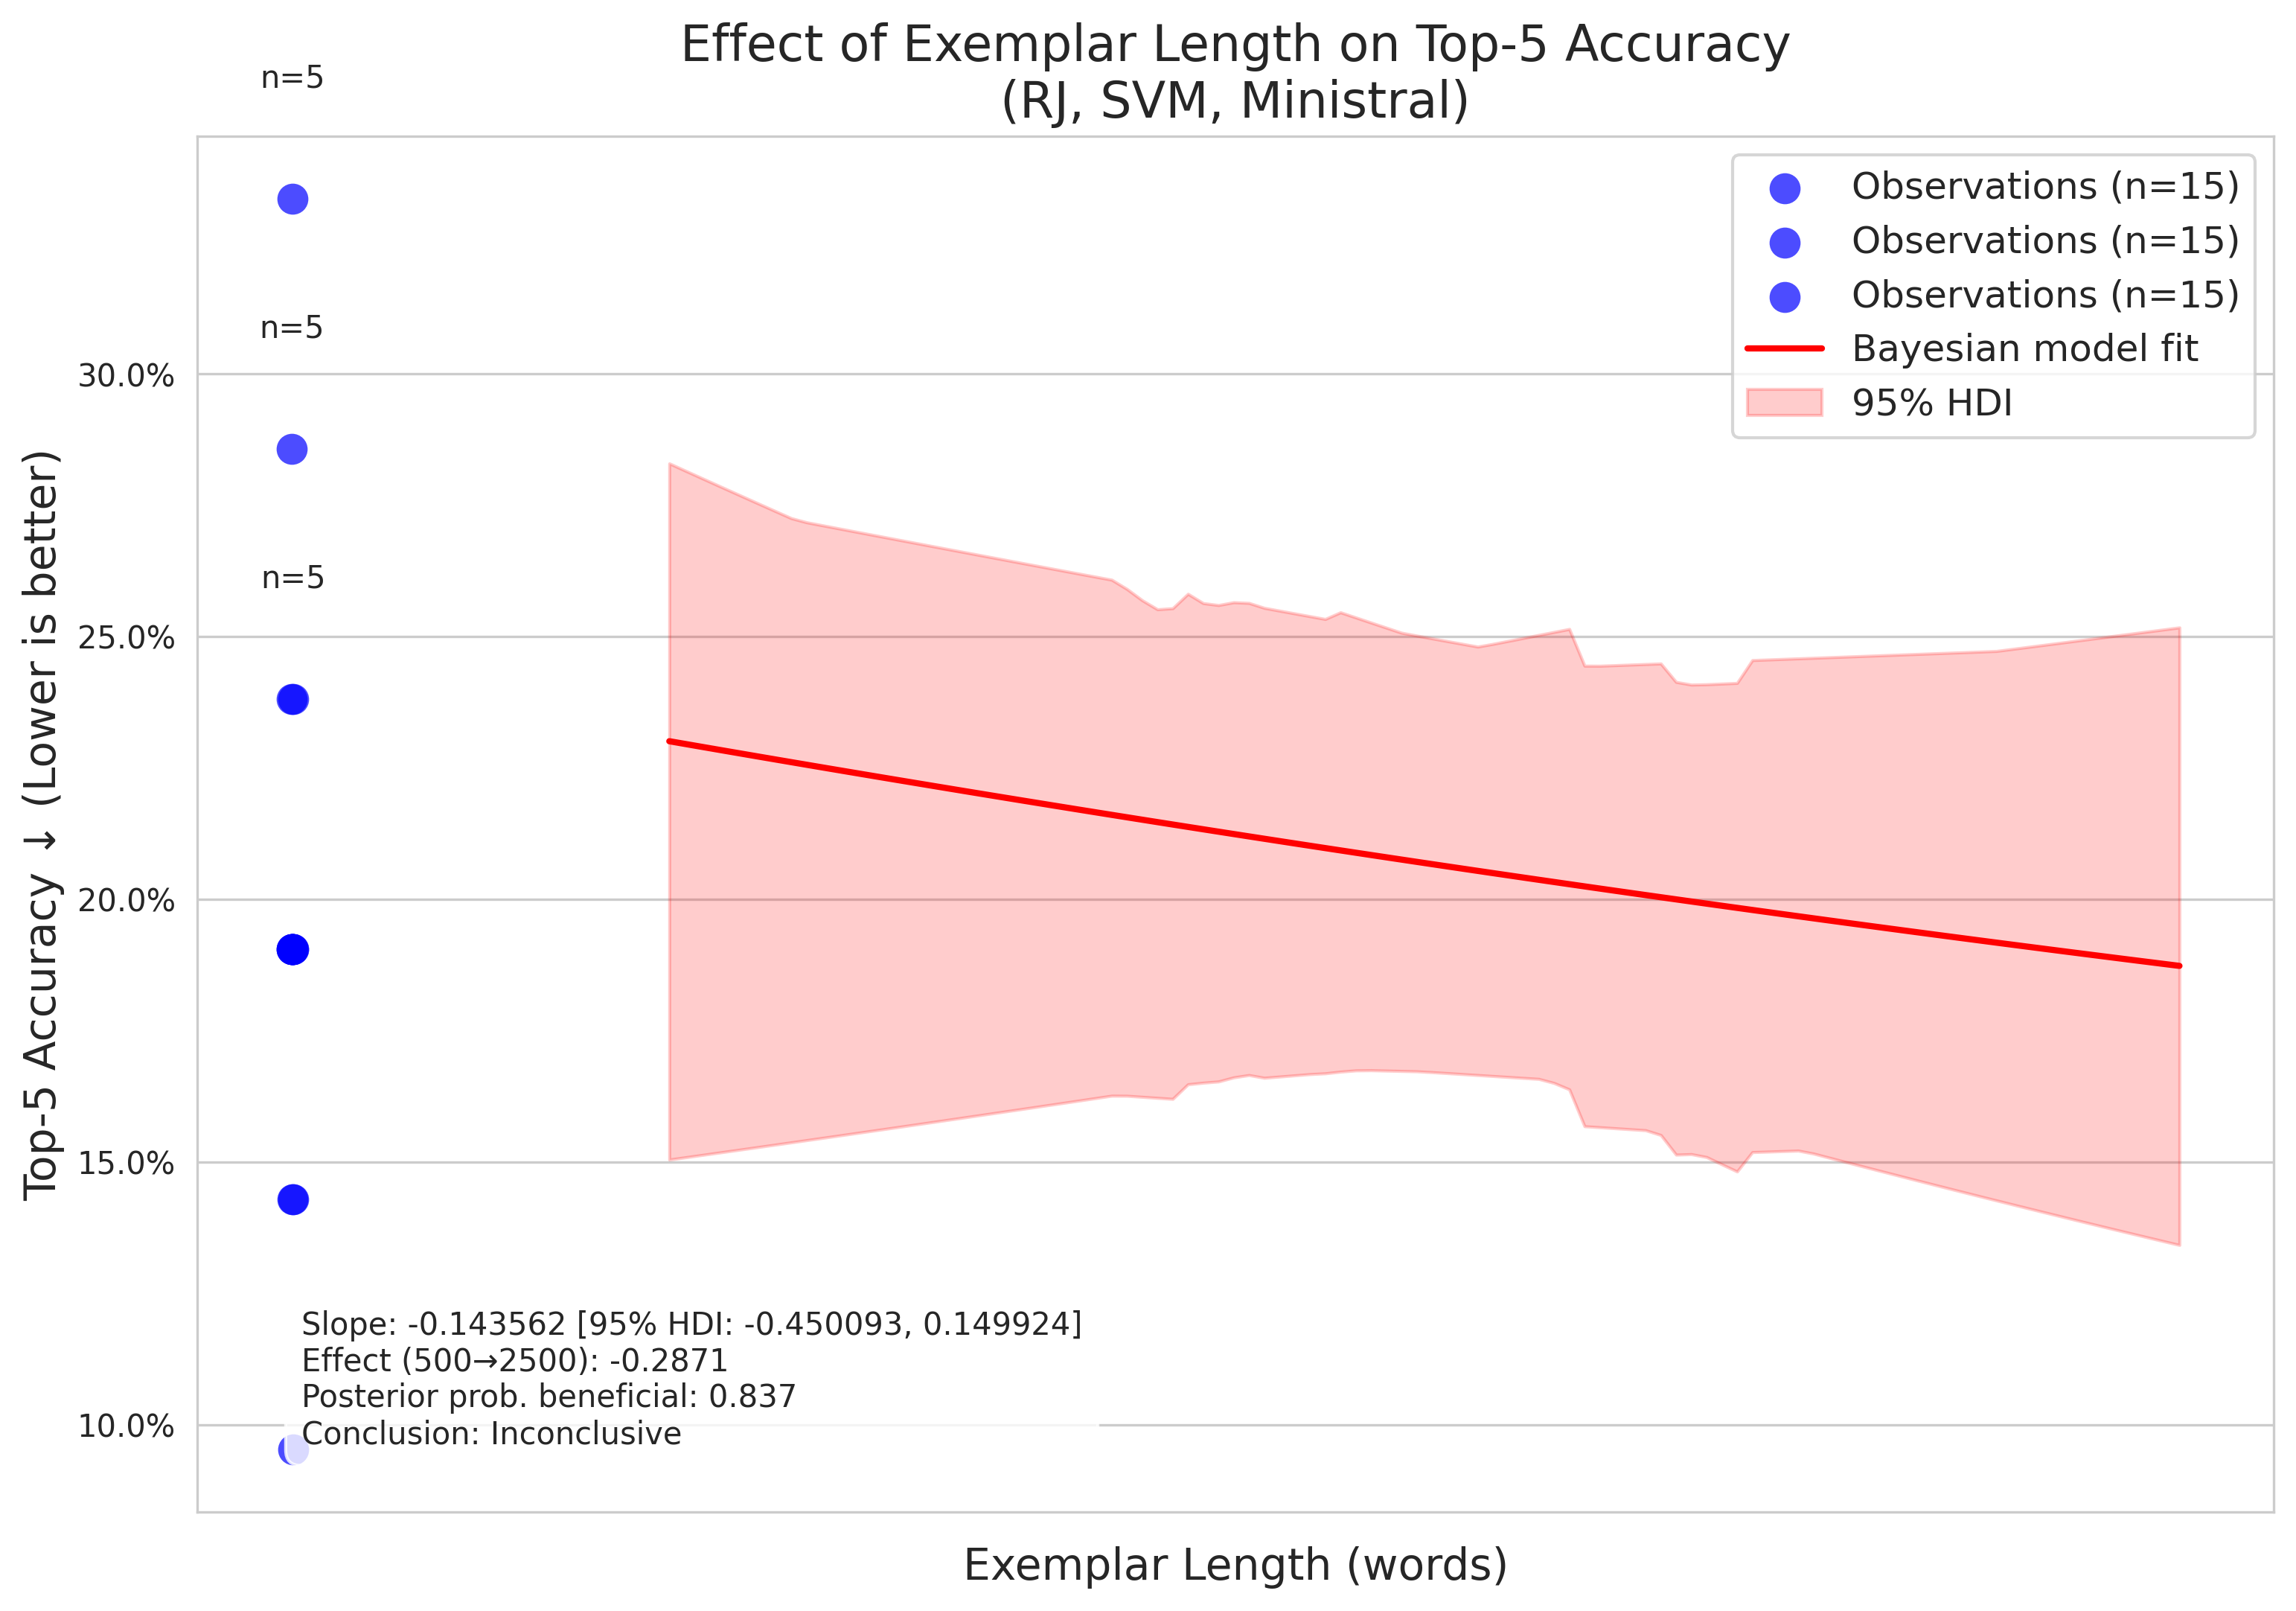 Effect of Exemplar Length on Top-5 Accuracy
(RJ, SVM, Ministral)
n=5
n=5
n=5
Observations (n=15)
Observations (n=15)
Observations (n=15)
Bayesian model fit
95% HDI
30.0%
25.0%
20.0%
15.0%
10.0%
Top-5 Accuracy ↓ (Lower is better)
Slope: -0.143562 [95% HDI: -0.450093, 0.149924]
Effect (500→2500): -0.2871
Posterior prob. beneficial: 0.837
Conclusion: Inconclusive
Exemplar Length (words)